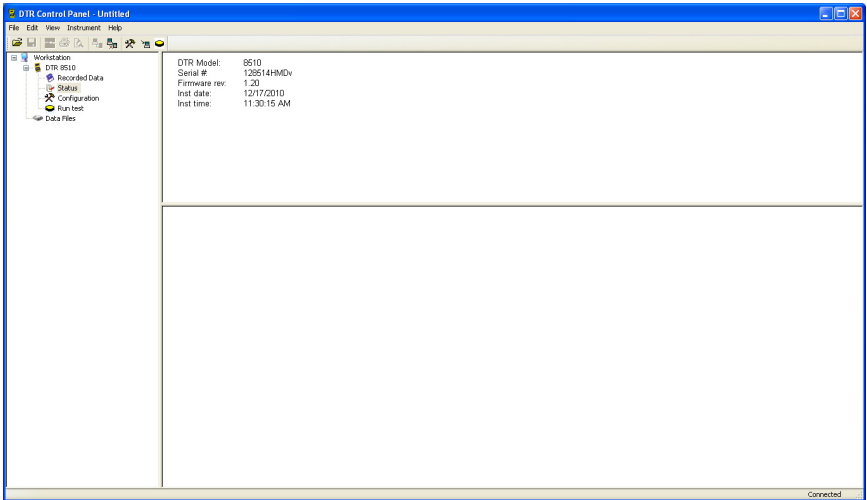 DTR Control Panel - Untitled
File Edit View Instrument Help
Workstation
DTR 8510
Recorded Data
Status
Configuration
Run test
Data Files
DTR Model: 8510
Serial #: 128514HMDv
Firmware rev: 1.20
Inst date: 12/17/2010
Inst time: 11:30:15 AM
Connected